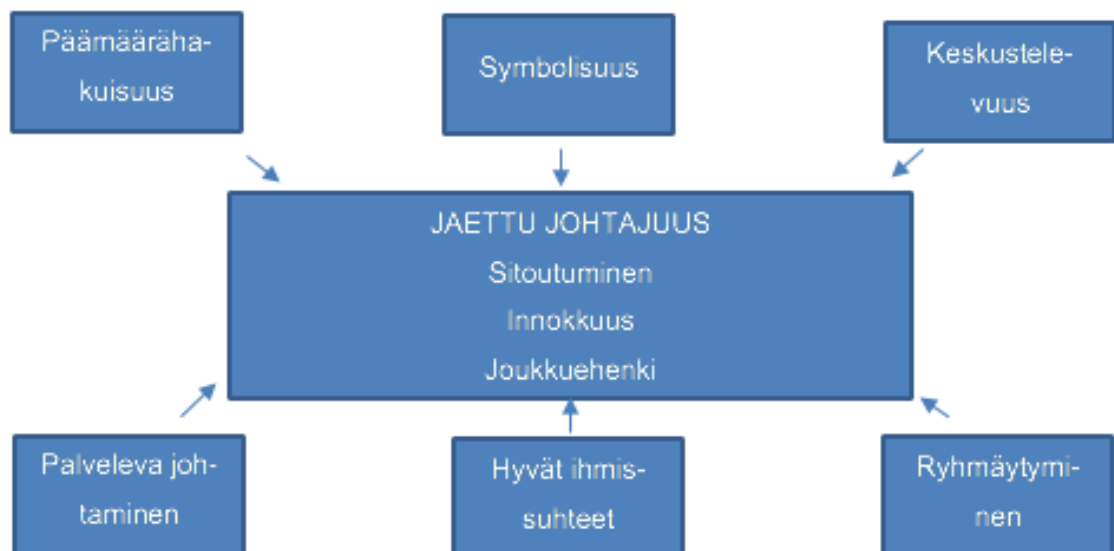 Päämääräha-
kuisuus
Symbolisuus
Keskustele-
vuus
JAETTU JOHTAJUUS
Sitoutuminen
Innokkuus
Joukkuehenki
Palveleva joh-
taminen
Hyvät ihmis-
suhteet
Ryhmäytymi-
nen